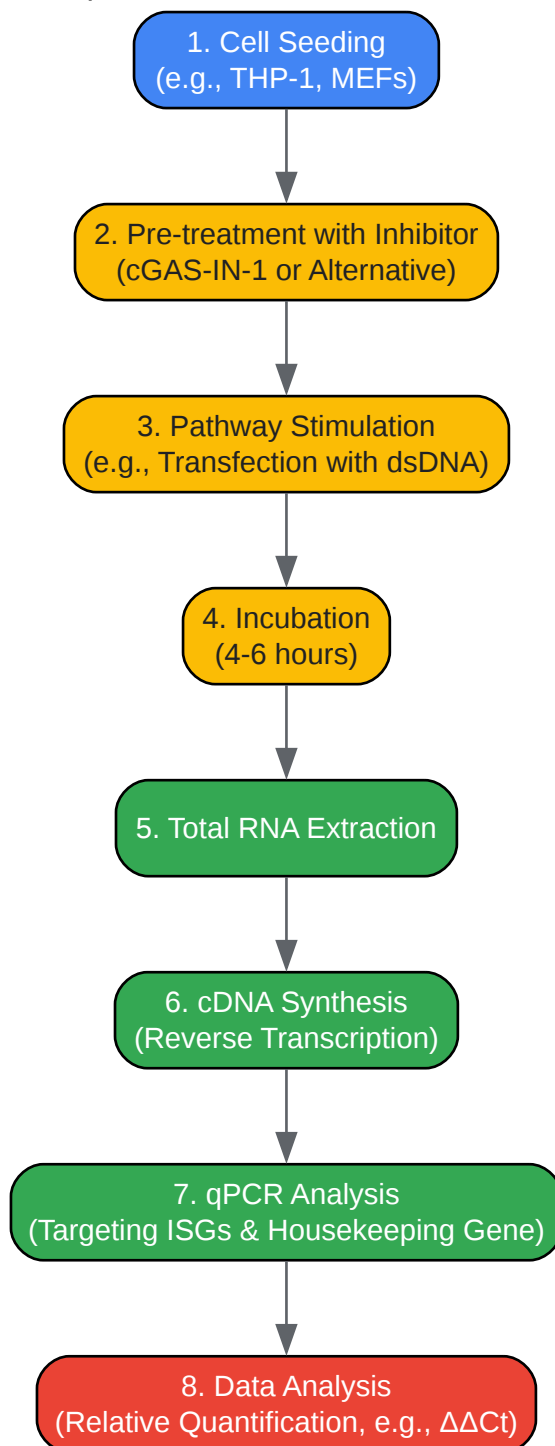 1. Cell Seeding
(e.g., THP-1, MEFs)
2. Pre-treatment with Inhibitor
(cGAS-IN-1 or Alternative)
3. Pathway Stimulation
(e.g., Transfection with dsDNA)
4. Incubation
(4-6 hours)
5. Total RNA Extraction
6. cDNA Synthesis
(Reverse Transcription)
7. qPCR Analysis
(Targeting ISGs & Housekeeping Gene)
8. Data Analysis
(Relative Quantification, e.g., ΔΔCt)